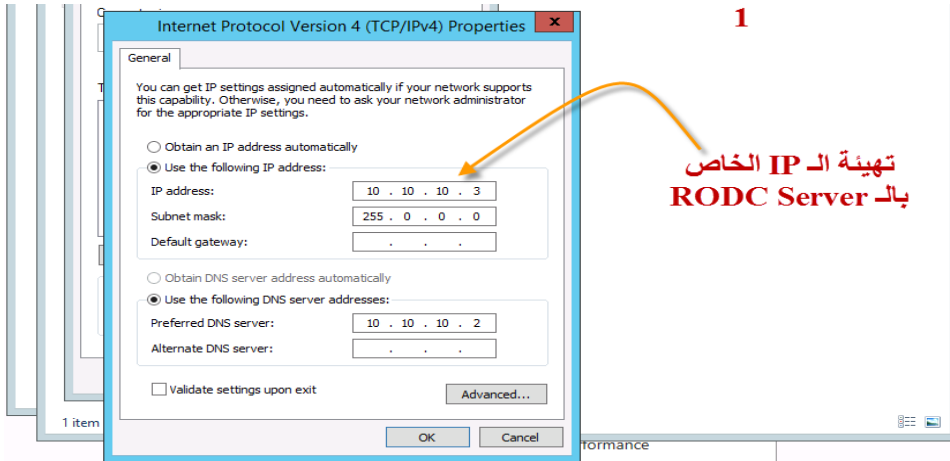 Internet Protocol Version 4 (TCP/IPv4) Properties
x
1
General
You can get IP settings assigned automatically if your network supports
this capability. Otherwise, you need to ask your network administrator
for the appropriate IP settings.
Obtain an IP address automatically
Use the following IP address:
IP address:
10 . 10 . 10 . 3
Subnet mask:
255 . 0 . 0 . 0
Default gateway:
. . .
Obtain DNS server address automatically
Use the following DNS server addresses:
Preferred DNS server:
10 . 10 . 10 . 2
Alternate DNS server:
. . .
Validate settings upon exit
Advanced...
OK
Cancel
تهيئة الـ IP الخاص
بالـ RODC Server
1 item